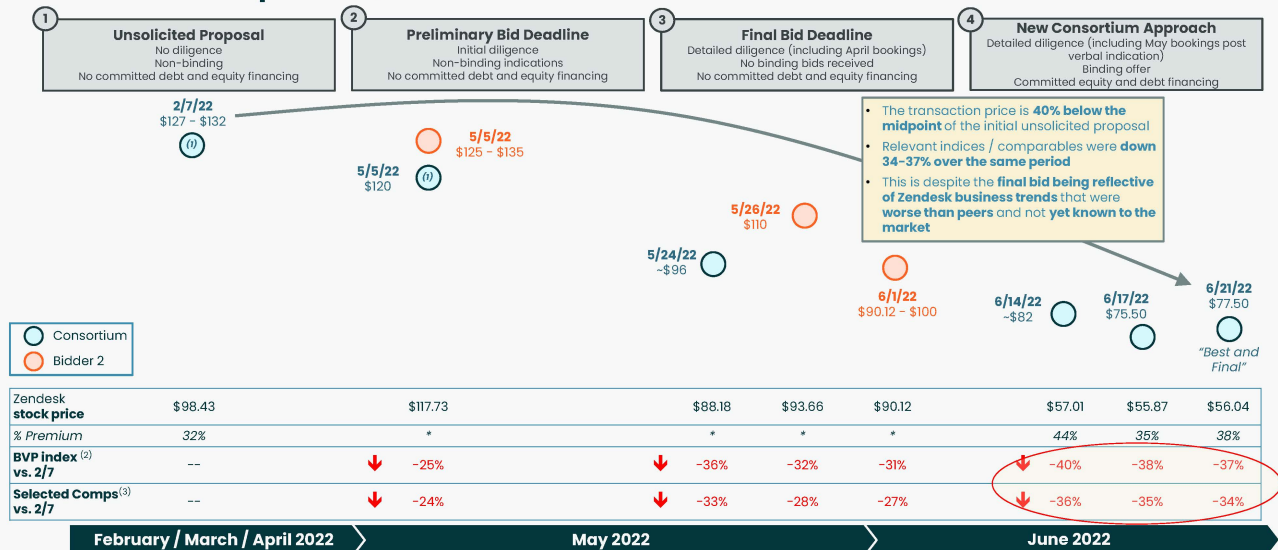 1
Unsolicited Proposal
No diligence
Non-binding
No committed debt and equity financing
2
Preliminary Bid Deadline
Initial diligence
Non-binding indications
No committed debt and equity financing
3
Final Bid Deadline
Detailed diligence (including April bookings)
No binding bids received
No committed debt and equity financing
4
New Consortium Approach
Detailed diligence (including May bookings post
verbal indication)
Binding offer
Committed equity and debt financing
2/7/22
$127 - $132
(1)
5/5/22
$125 - $135
5/5/22
$120
(1)
• The transaction price is 40% below the
midpoint of the initial unsolicited proposal
• Relevant indices / comparables were down
34-37% over the same period
• This is despite the final bid being reflective
of Zendesk business trends that were
worse than peers and not yet known to the
market
5/26/22
$110
5/24/22
~$96
6/1/22
$90.12 - $100
6/14/22
~$82
6/17/22
$75.50
6/21/22
$77.50
"Best and
Final"
Consortium
Bidder 2
Zendesk
stock price
$98.43 $117.73 $88.18 $93.66 $90.12 $57.01 $55.87 $56.04
% Premium 32% * * * * 44% 35% 38%
BVP index (2)
vs. 2/7
-- -25% -36% -32% -31% -40% -38% -37%
Selected Comps(3)
vs. 2/7
-- -24% -33% -28% -27% -36% -35% -34%
February / March / April 2022 May 2022 June 2022